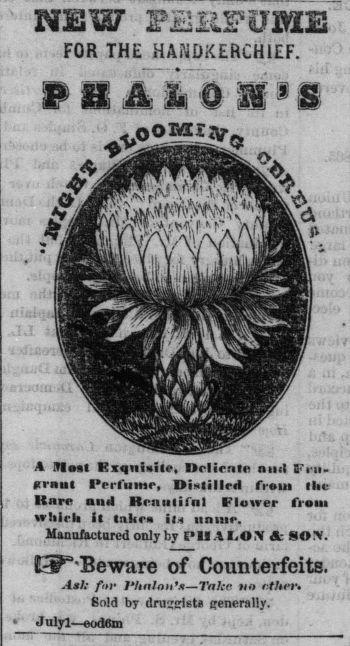 NEW PERFUME
FOR THE HANDKERCHIEF.
PHALON'S
"NIGHT BLOOMING CEREUS."
A Most Exquisite, Delicate and Fra-
grant Perfume, Distilled from the
Rare and Beautiful Flower from
which it takes its name.
Manufactured only by PHALON & SON.
☞Beware of Counterfeits.
Ask for Phalon's—Take no other.
Sold by druggists generally.
July1—eod6m